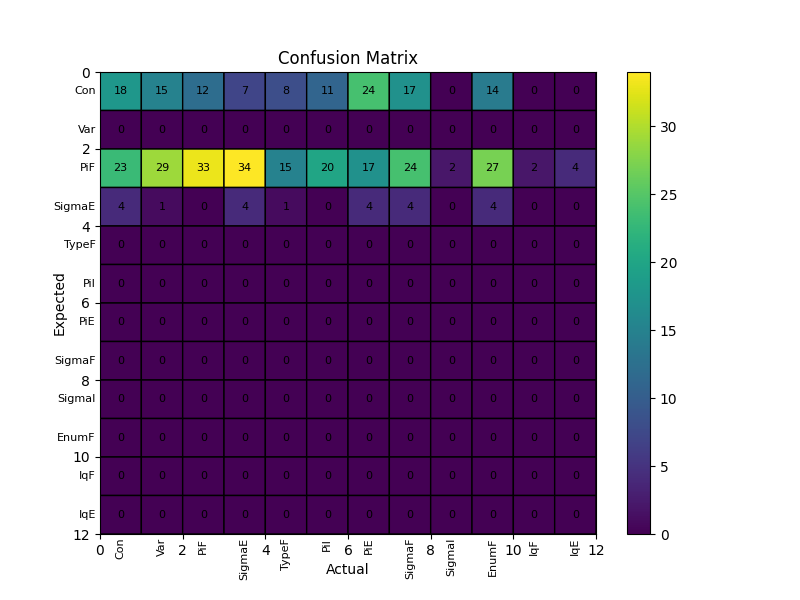 Confusion Matrix
0
Con 18 15 12 7 8 11 24 17 0 14 0 0
Var 0 0 0 0 0 0 0 0 0 0 0 0
2
PiF 23 29 33 34 15 20 17 24 2 27 2 4
SigmaE 4 1 0 4 1 0 4 4 0 4 0 0
4
TypeF 0 0 0 0 0 0 0 0 0 0 0 0
PiI 0 0 0 0 0 0 0 0 0 0 0 0
6
PiE 0 0 0 0 0 0 0 0 0 0 0 0
SigmaF 0 0 0 0 0 0 0 0 0 0 0 0
8
SigmaI 0 0 0 0 0 0 0 0 0 0 0 0
EnumF 0 0 0 0 0 0 0 0 0 0 0 0
10
IqF 0 0 0 0 0 0 0 0 0 0 0 0
IqE 0 0 0 0 0 0 0 0 0 0 0 0
12
Expected
0 2 4 6 8 10 12
Con Var PiF SigmaE TypeF PiI PiE SigmaF SigmaI EnumF IqF IqE
Actual
30
25
20
15
10
5
0